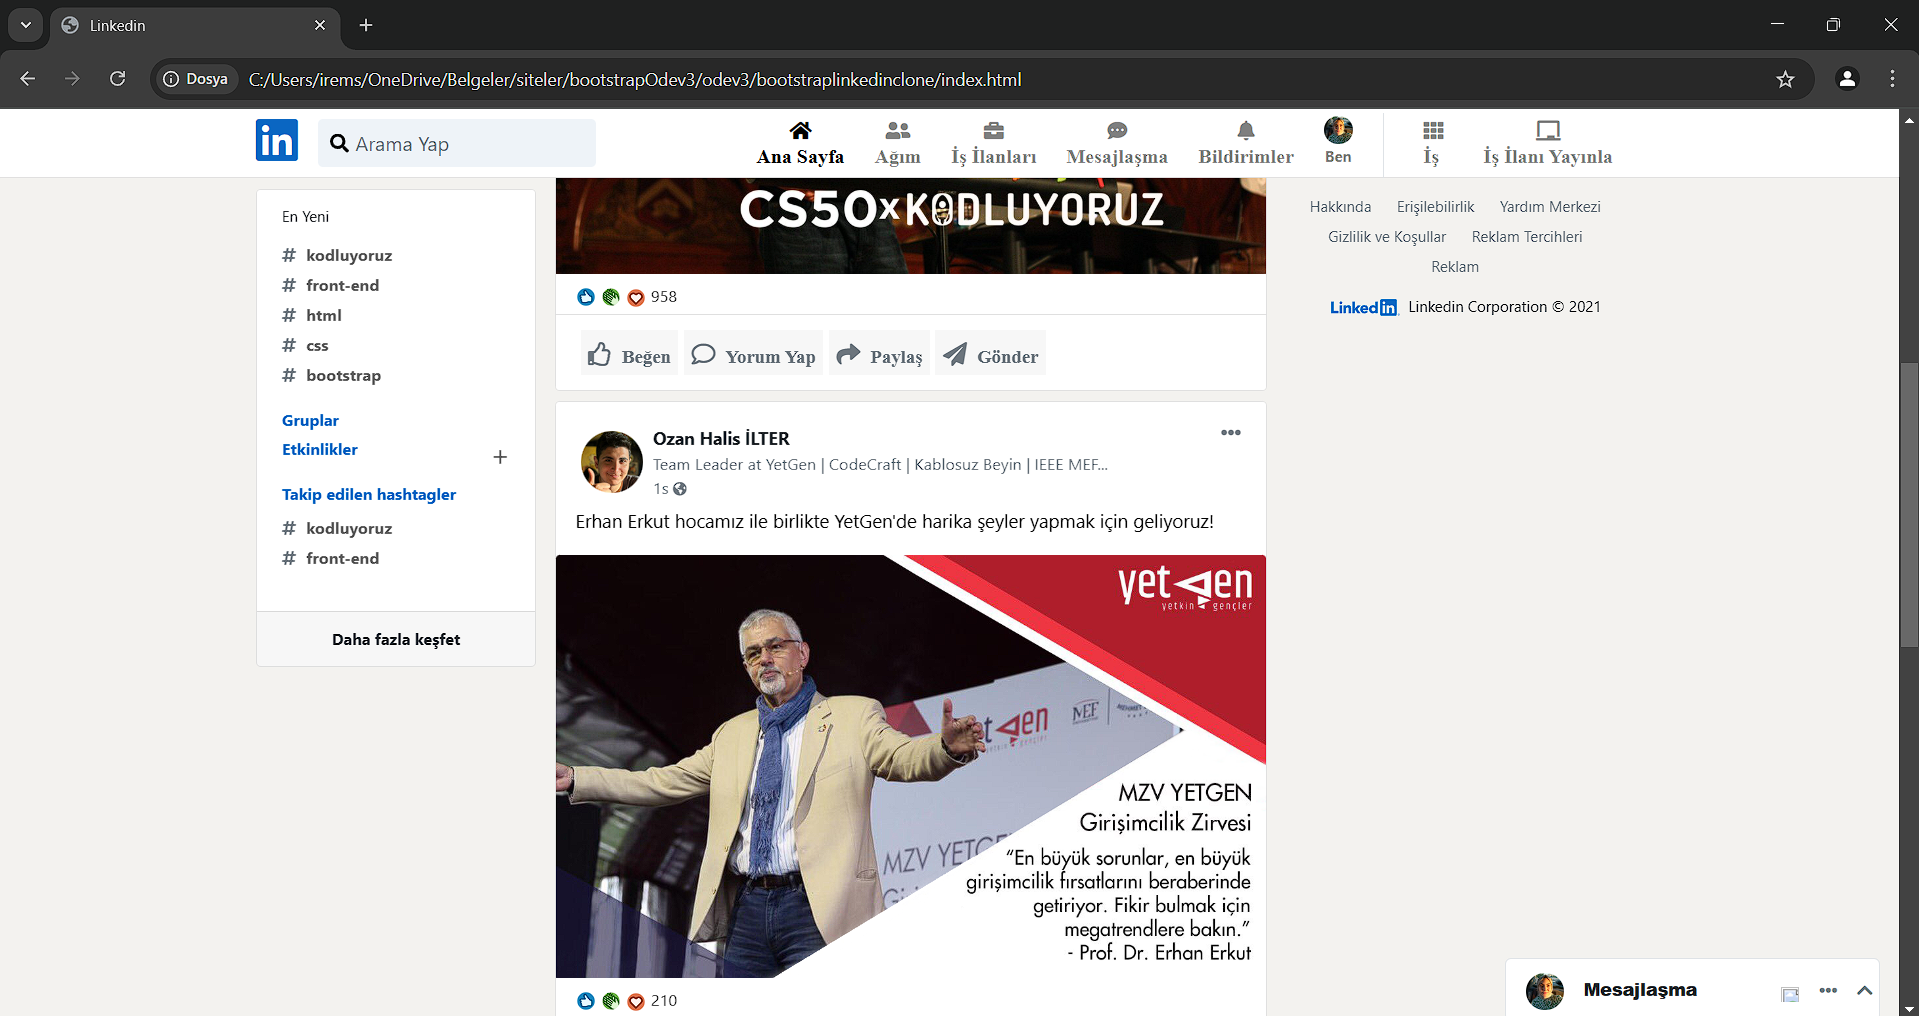 Linkedin
Dosya
C:/Users/irems/OneDrive/Belgeler/siteler/bootstrapOdev3/odev3/bootstraplinkedinclone/index.html
in
Arama Yap
Ana Sayfa
Ağım
İş İlanları
Mesajlaşma
Bildirimler
Ben
İş
İş İlanı Yayınla
En Yeni
# kodluyoruz
# front-end
# html
# css
# bootstrap
Gruplar
Etkinlikler
+
Takip edilen hashtagler
# kodluyoruz
# front-end
Daha fazla keşfet
CS50xKODLUYORUZ
958
Beğen
Yorum Yap
Paylaş
Gönder
Ozan Halis İLTER
Team Leader at YetGen | CodeCraft | Kablosuz Beyin | IEEE MEF...
1s
Erhan Erkut hocamız ile birlikte YetGen'de harika şeyler yapmak için geliyoruz!
yetgen
yetkin gençler
MEF
MZV YETGE
MZV YETGEN
Girişimcilik Zirvesi
“En büyük sorunlar, en büyük
girişimcilik fırsatlarını beraberinde
getiriyor. Fikir bulmak için
megatrendlere bakın.”
- Prof. Dr. Erhan Erkut
210
Hakkında
Erişilebilirlik
Yardım Merkezi
Gizlilik ve Koşullar
Reklam Tercihleri
Reklam
Linkedin
Linkedin Corporation © 2021
Mesajlaşma